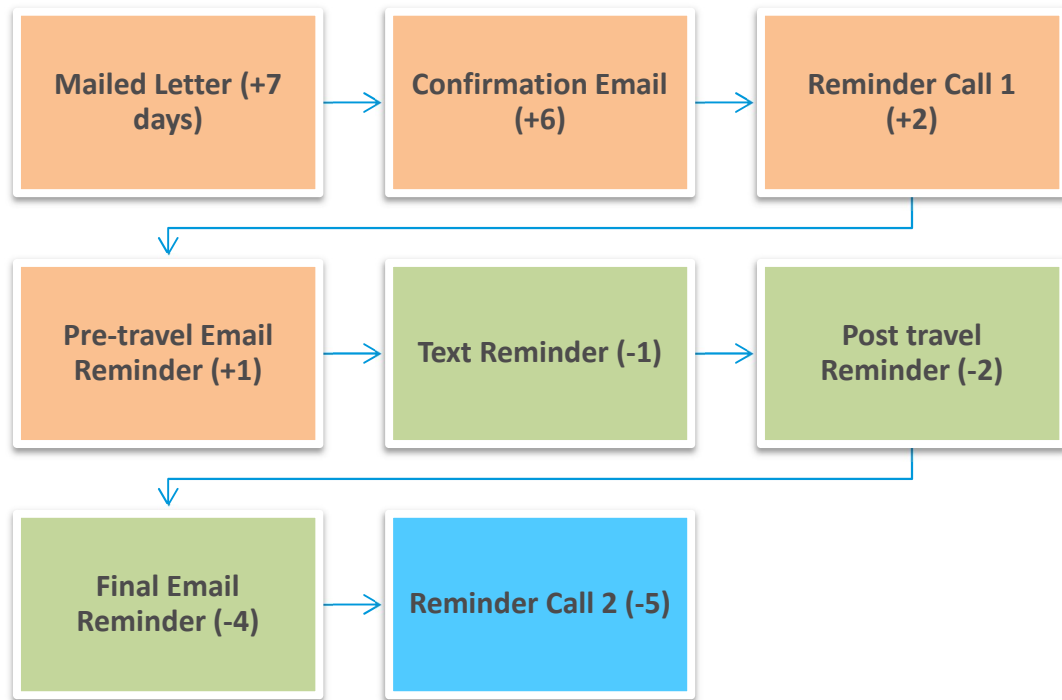 Mailed Letter (+7
days)
Confirmation Email
(+6)
Reminder Call 1
(+2)
Pre-travel Email
Reminder (+1)
Text Reminder (-1)
Post travel
Reminder (-2)
Final Email
Reminder (-4)
Reminder Call 2 (-5)